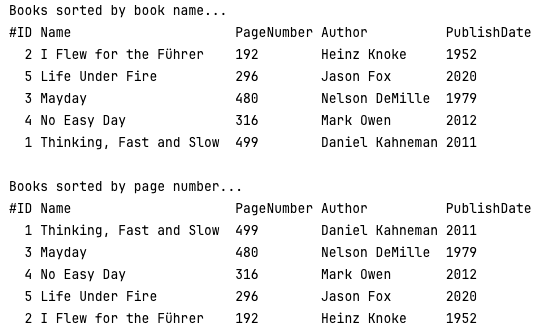 Books sorted by book name...
#ID Name                     PageNumber Author          PublishDate
  2 I Flew for the Führer    192        Heinz Knoke     1952
  5 Life Under Fire          296        Jason Fox       2020
  3 Mayday                   480        Nelson DeMille  1979
  4 No Easy Day              316        Mark Owen       2012
  1 Thinking, Fast and Slow  499        Daniel Kahneman 2011

Books sorted by page number...
#ID Name                     PageNumber Author          PublishDate
  1 Thinking, Fast and Slow  499        Daniel Kahneman 2011
  3 Mayday                   480        Nelson DeMille  1979
  4 No Easy Day              316        Mark Owen       2012
  5 Life Under Fire          296        Jason Fox       2020
  2 I Flew for the Führer    192        Heinz Knoke     1952